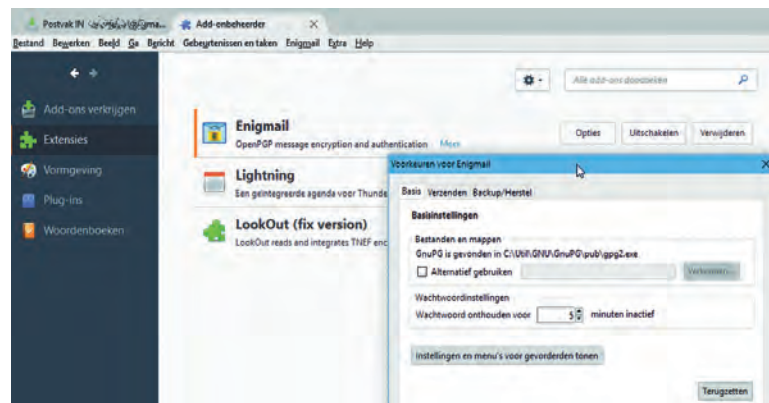 Postvak IN
Add-onbeheerder
Bestand Bewerken Beeld Ga Bericht Gebeurtenissen en taken Enigmail Extra Help
Alle add-ons doorzoeken
Add-ons verkrijgen
Extensies
Vormgeving
Plug-ins
Woordenboeken
Enigmail
OpenPGP message encryption and authentication Meer
Opties Uitschakelen Verwijderen
Lightning
Een geïntegreerde agenda voor Thunde
LookOut (fix version)
LookOut reads and integrates TNEF enc
Voorkeuren voor Enigmail
Basis Verzenden Backup/Herstel
Basisinstellingen
Bestanden en mappen
GnuPG is gevonden in C:\Util\GNU\GnuPG\pub\gpg2.exe
Alternatief gebruiken
Wachtwoordinstellingen
Wachtwoord onthouden voor 5 minuten inactief
Instellingen en menu's voor gevorderden tonen
Terugzetten